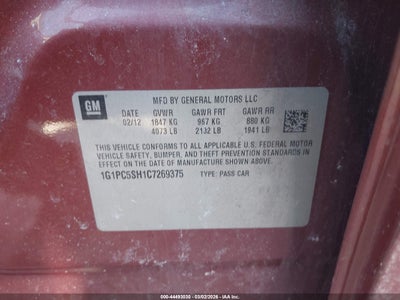 MFD BY GENERAL MOTORS LLC
GM
DATE GVWR GAWR FRT GAWR RR
02/12 1847 KG 967 KG 880 KG
4073 LB 2132 LB 1941 LB
THIS VEHICLE CONFORMS TO ALL APPLICABLE U.S. FEDERAL MOTOR
VEHICLE SAFETY, BUMPER, AND THEFT PREVENTION STANDARDS
IN EFFECT ON THE DATE OF MANUFACTURE SHOWN ABOVE.
1G1PC5SH1C7269375 TYPE: PASS CAR
000-44493030 - 03/02/2026 - IAA Holdings, LLC